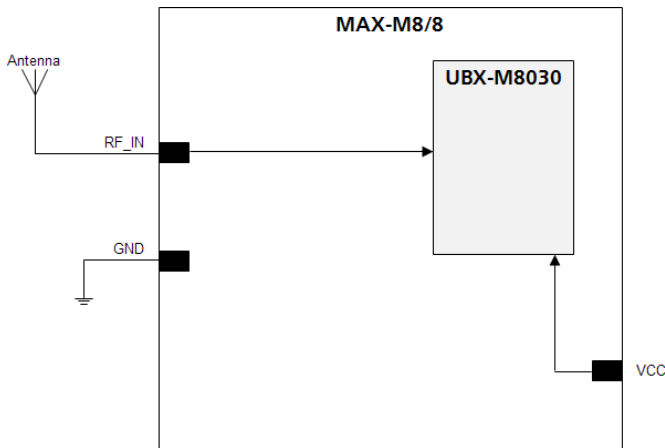 MAX-M8/8
Antenna
UBX-M8030
RF_IN
GND
VCC